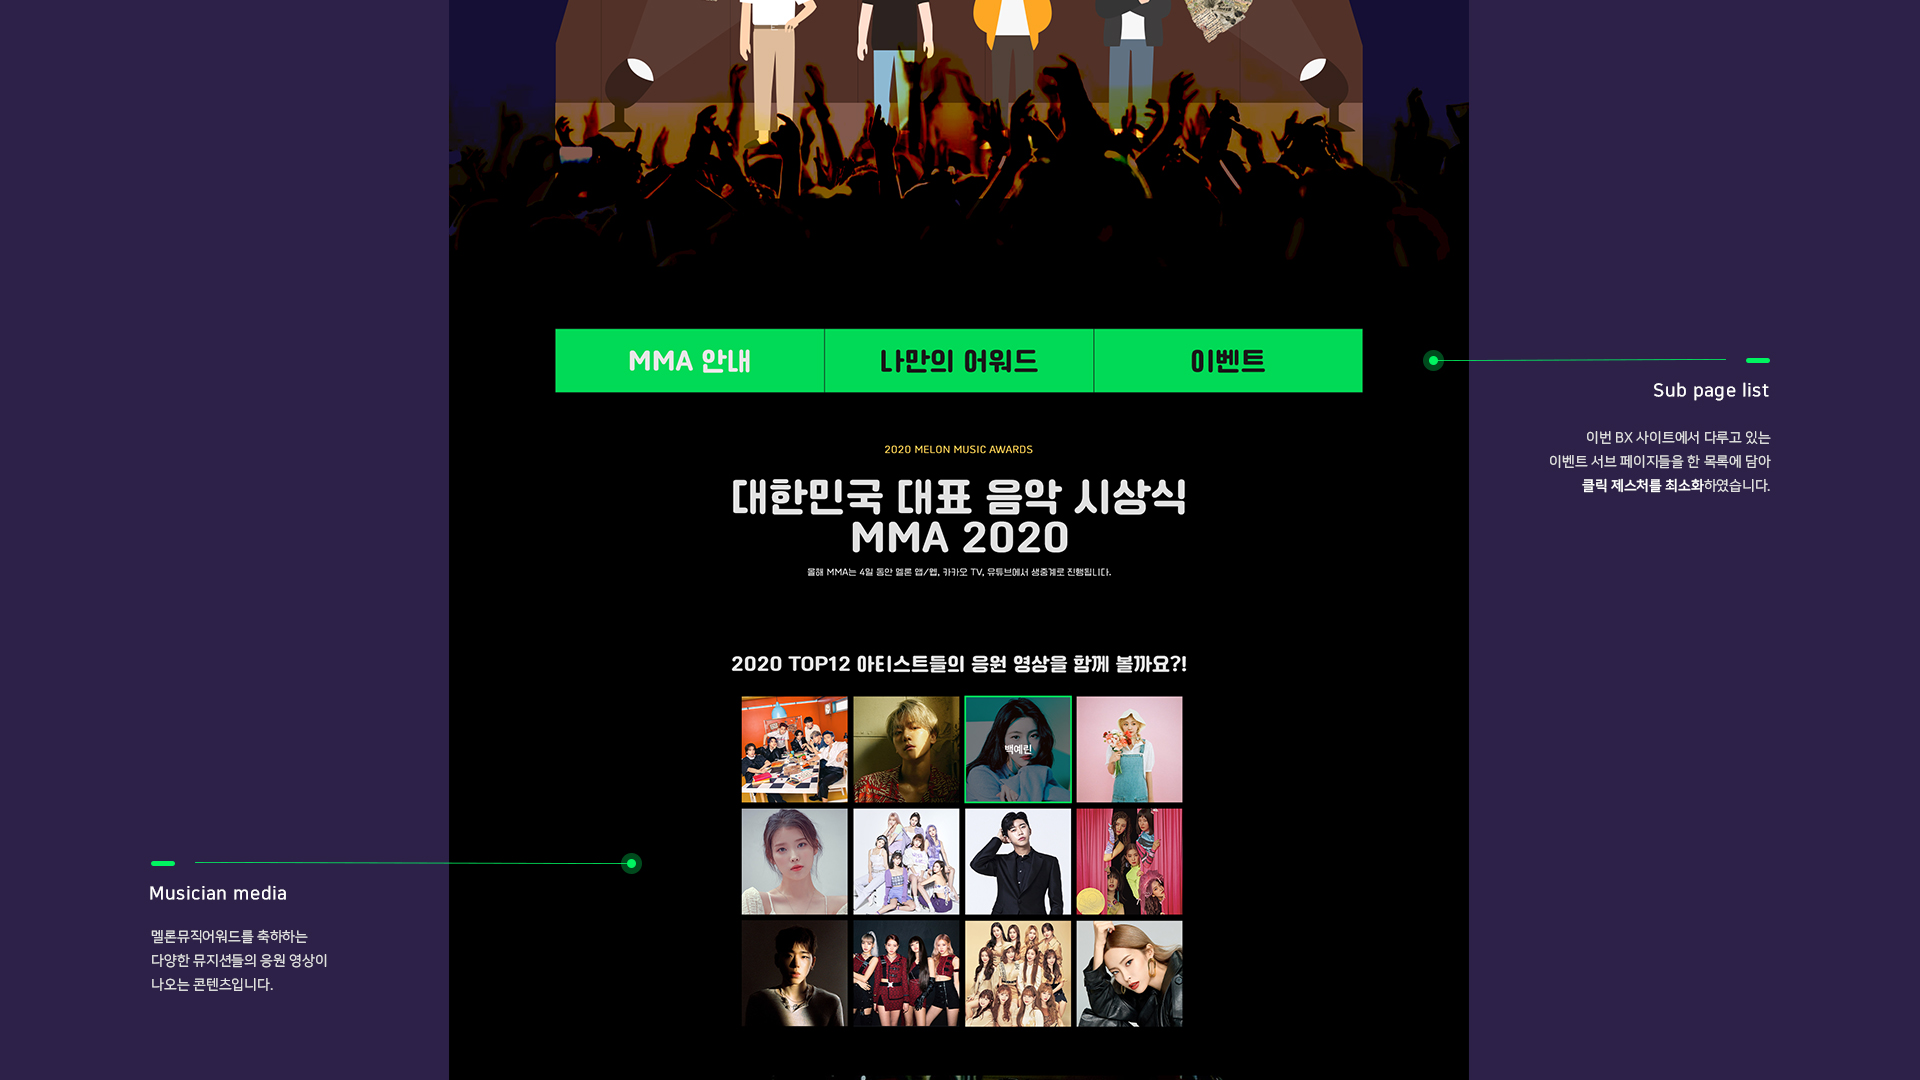 MMA 안내
나만의 어워드
이벤트
Sub page list
이번 BX 사이트에서 다루고 있는
이벤트 서브 페이지들을 한 목록에 담아
클릭 제스처를 최소화하였습니다.
2020 MELON MUSIC AWARDS
대한민국 대표 음악 시상식
MMA 2020
올해 MMA는 4일 동안 멜론 앱/웹, 카카오 TV, 유튜브에서 생중계로 진행됩니다.
2020 TOP12 아티스트들의 응원 영상을 함께 볼까요?!
백예린
Musician media
멜론뮤직어워드를 축하하는
다양한 뮤지션들의 응원 영상이
나오는 콘텐츠입니다.